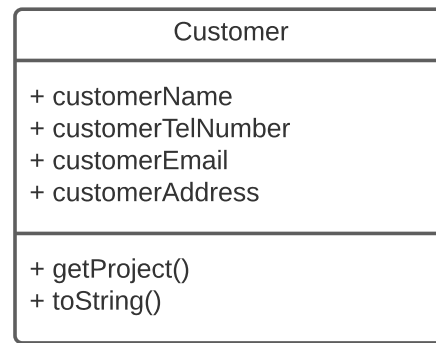 Customer
+ customerName
+ customerTelNumber
+ customerEmail
+ customerAddress
+ getProject()
+ toString()